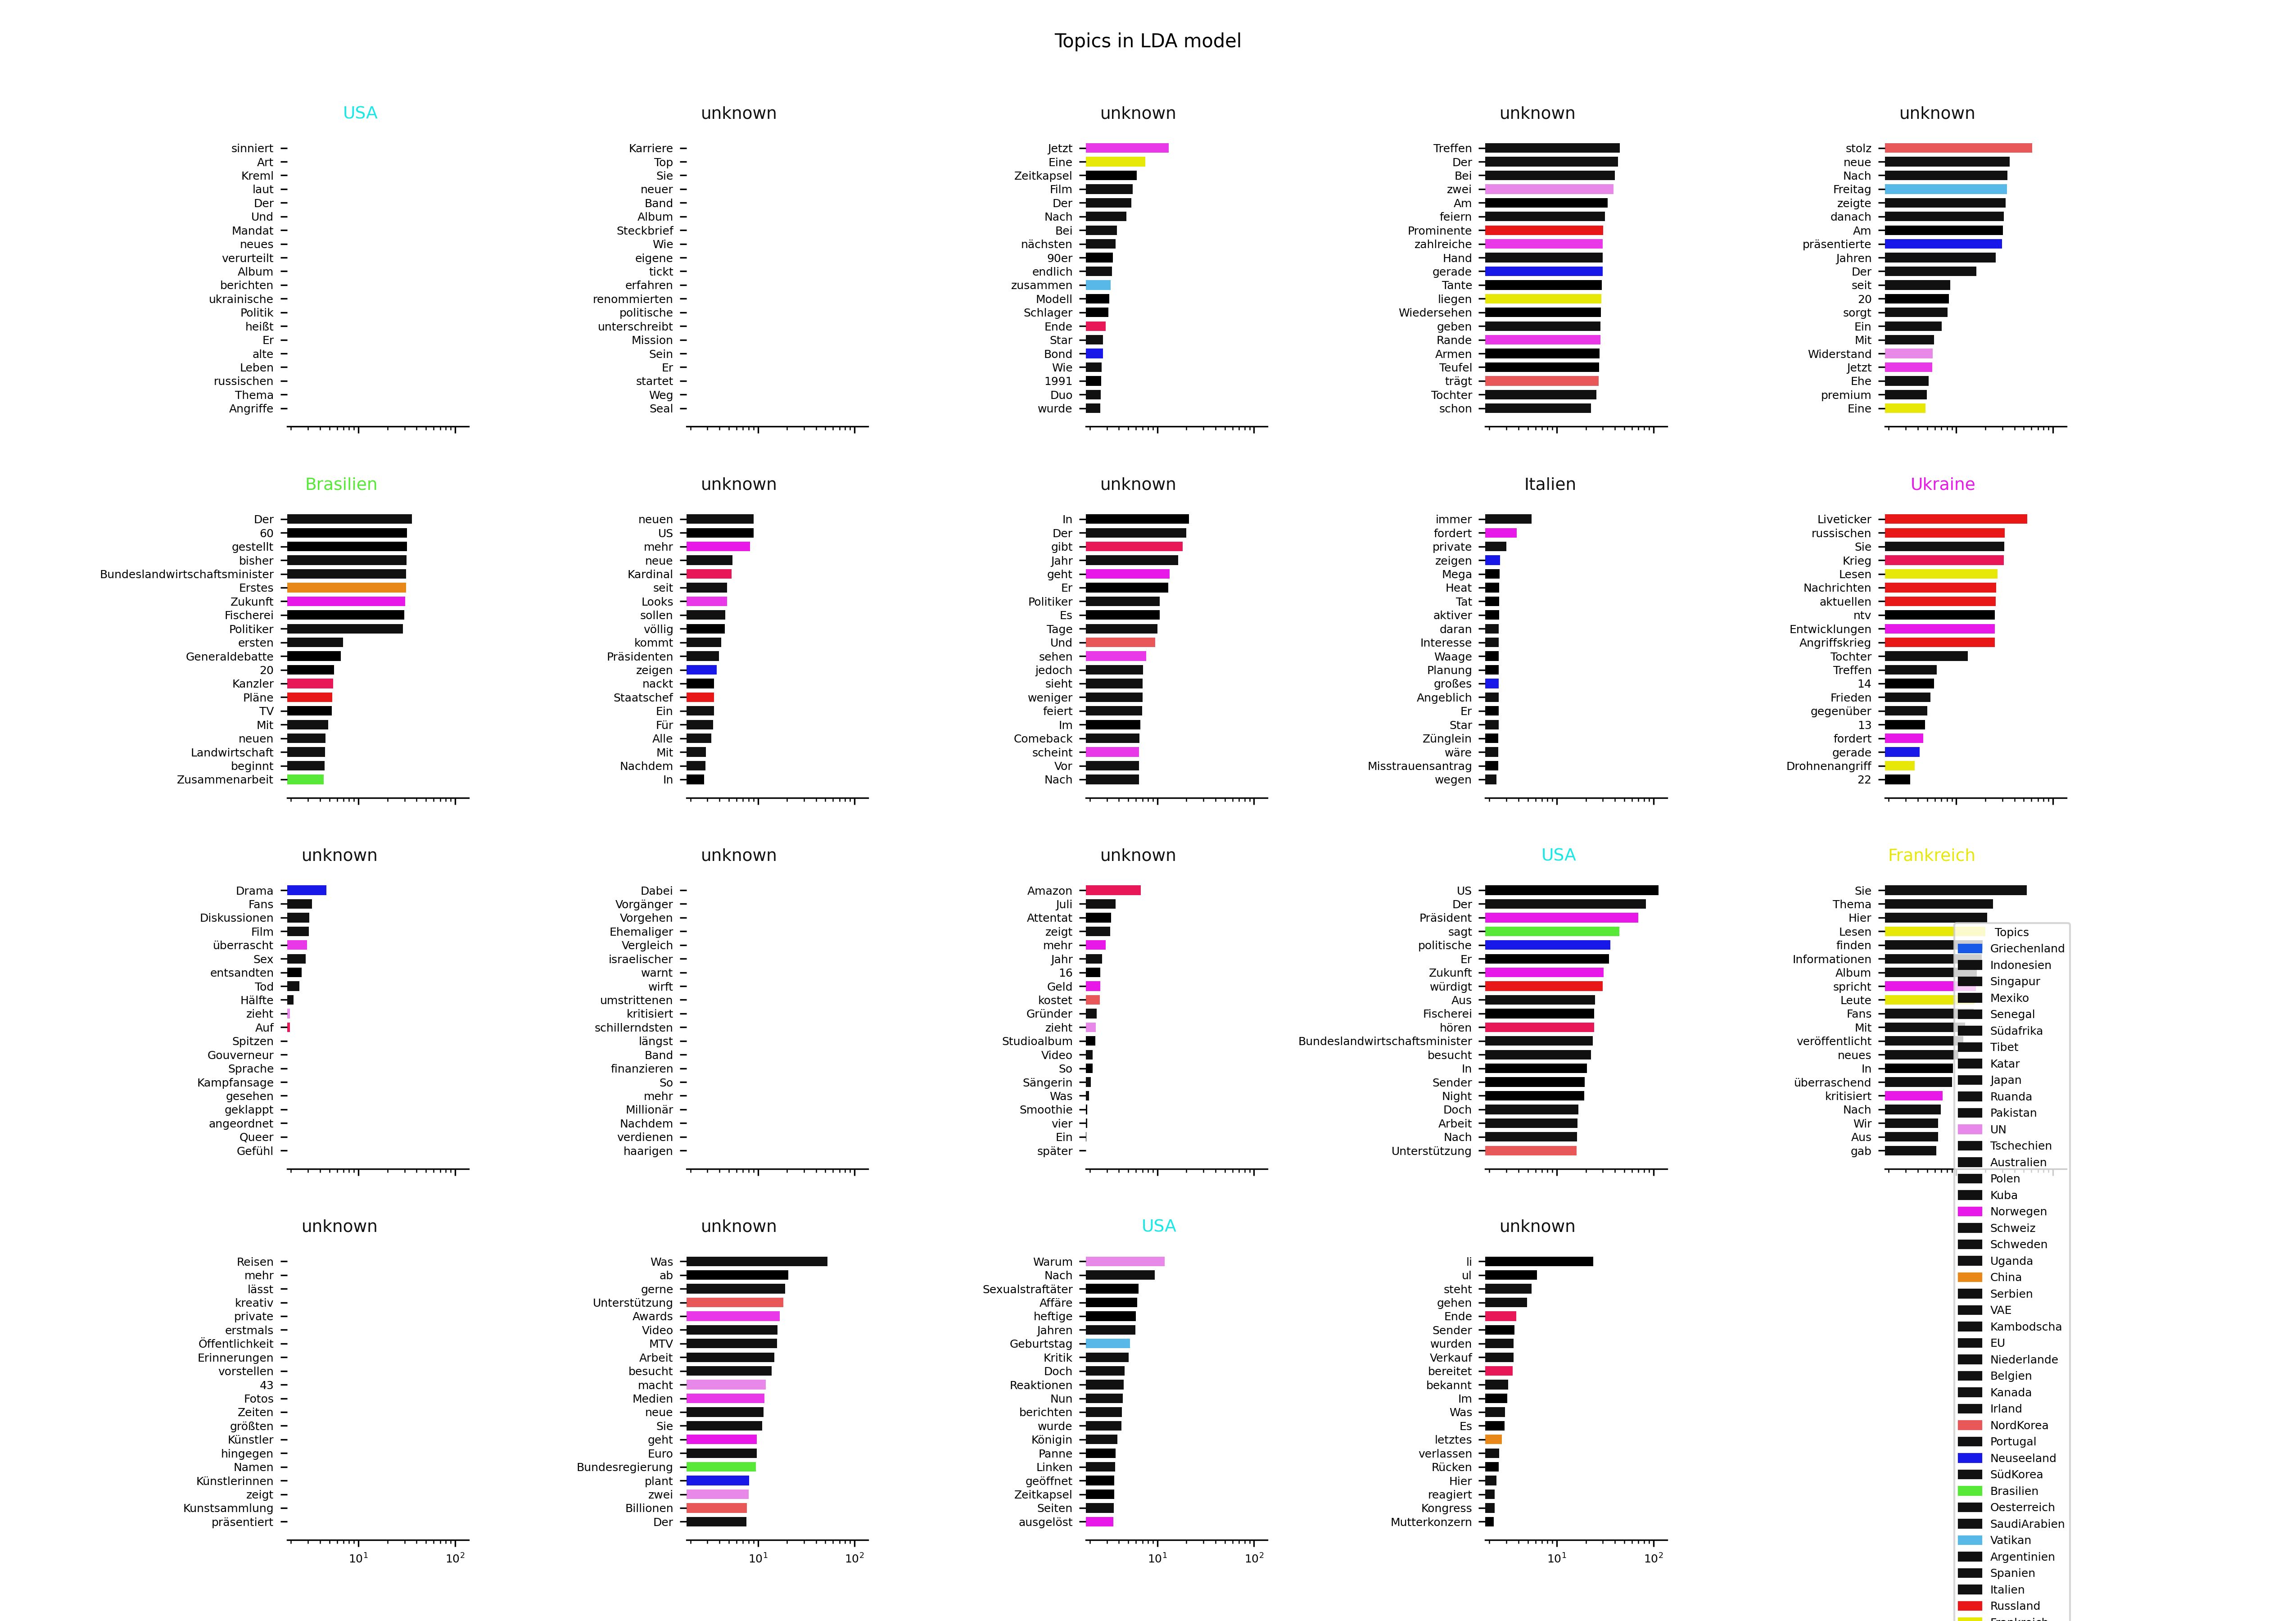 Topics in LDA model
USA
sinniert
Art
Kreml
laut
Der
Und
Mandat
neues
verurteilt
Album
berichten
ukrainische
Politik
heißt
Er
alte
Leben
russischen
Thema
Angriffe
unknown
Karriere
Top
Sie
neuer
Band
Album
Steckbrief
Wie
eigene
tickt
erfahren
renommierten
politische
unterschreibt
Mission
Sein
Er
startet
Weg
Seal
unknown
Jetzt
Eine
Zeitkapsel
Film
Der
Nach
Bei
nächsten
90er
endlich
zusammen
Modell
Schlager
Ende
Star
Bond
Wie
1991
Duo
wurde
unknown
Treffen
Der
Bei
zwei
Am
feiern
Prominente
zahlreiche
Hand
gerade
Tante
liegen
Wiedersehen
geben
Rande
Armen
Teufel
trägt
Tochter
schon
unknown
stolz
neue
Nach
Freitag
zeigte
danach
Am
präsentierte
Jahren
Der
seit
20
sorgt
Ein
Mit
Widerstand
Jetzt
Ehe
premium
Eine
Brasilien
Der
60
gestellt
bisher
Bundeslandwirtschaftsminister
Erstes
Zukunft
Fischerei
Politiker
ersten
Generaldebatte
20
Kanzler
Pläne
TV
Mit
neuen
Landwirtschaft
beginnt
Zusammenarbeit
unknown
neuen
US
mehr
neue
Kardinal
seit
Looks
sollen
völlig
kommt
Präsidenten
zeigen
nackt
Staatschef
Ein
Für
Alle
Mit
Nachdem
In
unknown
In
Der
gibt
Jahr
geht
Er
Politiker
Es
Tage
Und
sehen
jedoch
sieht
weniger
feiert
Im
Comeback
scheint
Vor
Nach
Italien
immer
fordert
private
zeigen
Mega
Heat
Tat
aktiver
daran
Interesse
Waage
Planung
großes
Angeblich
Er
Star
Zünglein
wäre
Misstrauensantrag
wegen
Ukraine
Liveticker
russischen
Sie
Krieg
Lesen
Nachrichten
aktuellen
ntv
Entwicklungen
Angriffskrieg
Tochter
Treffen
14
Frieden
gegenüber
13
fordert
gerade
Drohnenangriff
22
unknown
Drama
Fans
Diskussionen
Film
überrascht
Sex
entsandten
Tod
Hälfte
zieht
Auf
Spitzen
Gouverneur
Sprache
Kampfansage
gesehen
geklappt
angeordnet
Queer
Gefühl
unknown
Dabei
Vorgänger
Vorgehen
Ehemaliger
Vergleich
israelischer
warnt
wirft
umstrittenen
kritisiert
schillerndsten
längst
Band
finanzieren
So
mehr
Millionär
Nachdem
verdienen
haarigen
unknown
Amazon
Juli
Attentat
zeigt
mehr
Jahr
16
Geld
kostet
Gründer
zieht
Studioalbum
Video
So
Sängerin
Was
Smoothie
vier
Ein
später
USA
US
Der
Präsident
sagt
politische
Er
Zukunft
würdigt
Aus
Fischerei
hören
Bundeslandwirtschaftsminister
besucht
In
Sender
Night
Doch
Arbeit
Nach
Unterstützung
Frankreich
Sie
Thema
Hier
Lesen
finden
Informationen
Album
spricht
Leute
Fans
Mit
veröffentlicht
neues
In
überraschend
kritisiert
Nach
Wir
Aus
gab
unknown
Reisen
mehr
lässt
kreativ
private
erstmals
Öffentlichkeit
Erinnerungen
vorstellen
43
Fotos
Zeiten
größten
Künstler
hingegen
Namen
Künstlerinnen
zeigt
Kunstsammlung
präsentiert
10¹ 10²
unknown
Was
ab
gerne
Unterstützung
Awards
Video
MTV
Arbeit
besucht
macht
Medien
neue
Sie
geht
Euro
Bundesregierung
plant
zwei
Billionen
Der
10¹ 10²
USA
Warum
Nach
Sexualstraftäter
Affäre
heftige
Jahren
Geburtstag
Kritik
Doch
Reaktionen
Nun
berichten
wurde
Königin
Panne
Linken
geöffnet
Zeitkapsel
Seiten
ausgelöst
10¹ 10²
unknown
li
ul
steht
gehen
Ende
Sender
wurden
Verkauf
bereitet
bekannt
Im
Was
Es
letztes
verlassen
Rücken
Hier
reagiert
Kongress
Mutterkonzern
10¹ 10²
Topics
Griechenland
Indonesien
Singapur
Mexiko
Senegal
Südafrika
Tibet
Katar
Japan
Ruanda
Pakistan
UN
Tschechien
Australien
Polen
Kuba
Norwegen
Schweiz
Schweden
Uganda
China
Serbien
VAE
Kambodscha
EU
Niederlande
Belgien
Kanada
Irland
NordKorea
Portugal
Neuseeland
SüdKorea
Brasilien
Oesterreich
SaudiArabien
Vatikan
Argentinien
Spanien
Italien
Russland